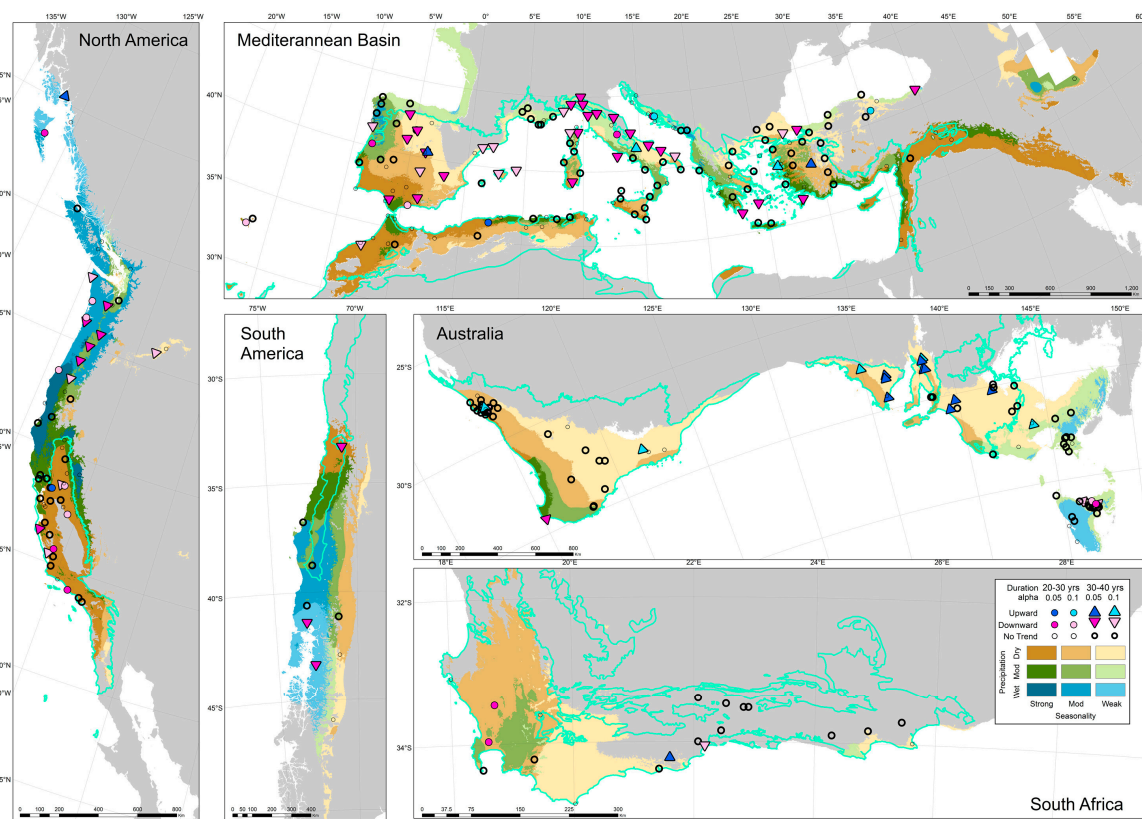 135°W 130°W 125°W
North America
20°W 15°W 10°W 5°W 0° 5°E 10°E 15°E 20°E 25°E 30°E 35°E 40°E 45°E 50°E 55°E
Mediterannean Basin
40°N
35°N
30°N
0 150 300 600 900 1,200
Km
0 100 200 400 600 800
Km
75°W 70°W
South
America
30°S
35°S
40°S
45°S
0 50 100 200 300 400
Km
115°E 120°E 125°E 130°E 135°E 140°E 145°E 150°E
Australia
25°S
30°S
0 100 200 400 600 800
Km
18°E 20°E 22°E 24°E 26°E 28°E
32°S
34°S
0 37.5 75 150 225 300
Km
South Africa
Duration 20-30 yrs 30-40 yrs
alpha 0.05 0.1 0.05 0.1
Upward
Downward
No Trend
Precipitation
Dry
Mod
Wet
Strong Mod Weak
Seasonality